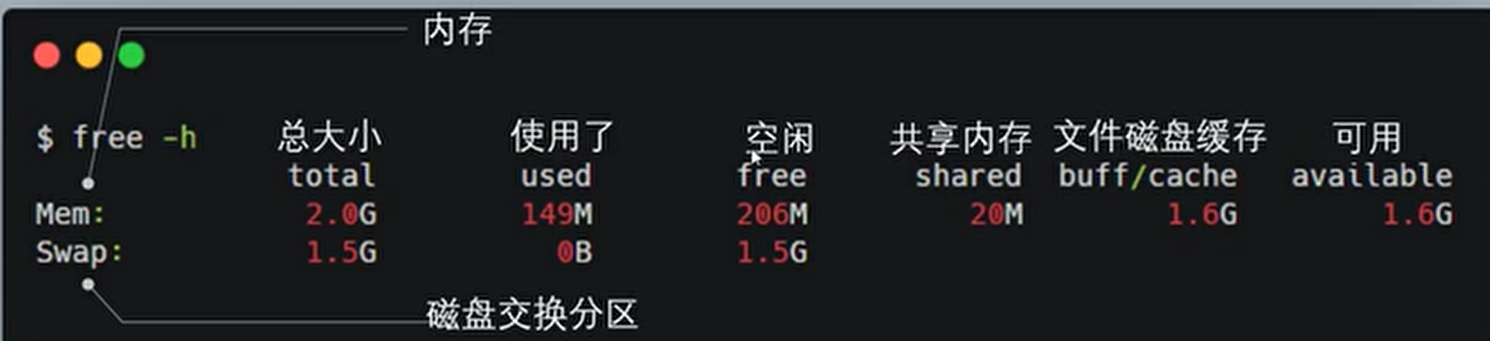 内存
$ free -h 总大小 使用了 空闲 共享内存 文件磁盘缓存 可用
total used free shared buff/cache available
Mem: 2.0G 149M 206M 20M 1.6G 1.6G
Swap: 1.5G 0B 1.5G
磁盘交换分区